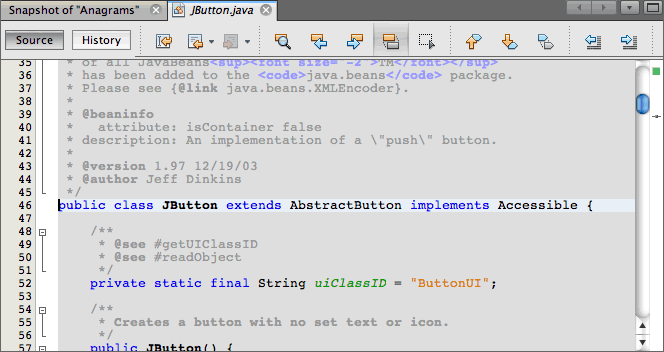 Snapshot of "Anagrams"
JButton.java
Source
History
35 * of all JavaBeans<sup><font size="-2">TM</font></sup>
36 * has been added to the <code>java.beans</code> package.
37 * Please see {@link java.beans.XMLEncoder}.
38 *
39 * @beaninfo
40 attribute: isContainer false
41 * description: An implementation of a \"push\" button.
42 *
43 * @version 1.97 12/19/03
44 * @author Jeff Dinkins
45 */
46 public class JButton extends AbstractButton implements Accessible {
47
48 /**
49 * @see #getUIClassID
50 * @see #readObject
51 */
52 private static final String uiClassID = "ButtonUI";
53
54 /**
55 * Creates a button with no set text or icon.
56 */
57 public JButton() {